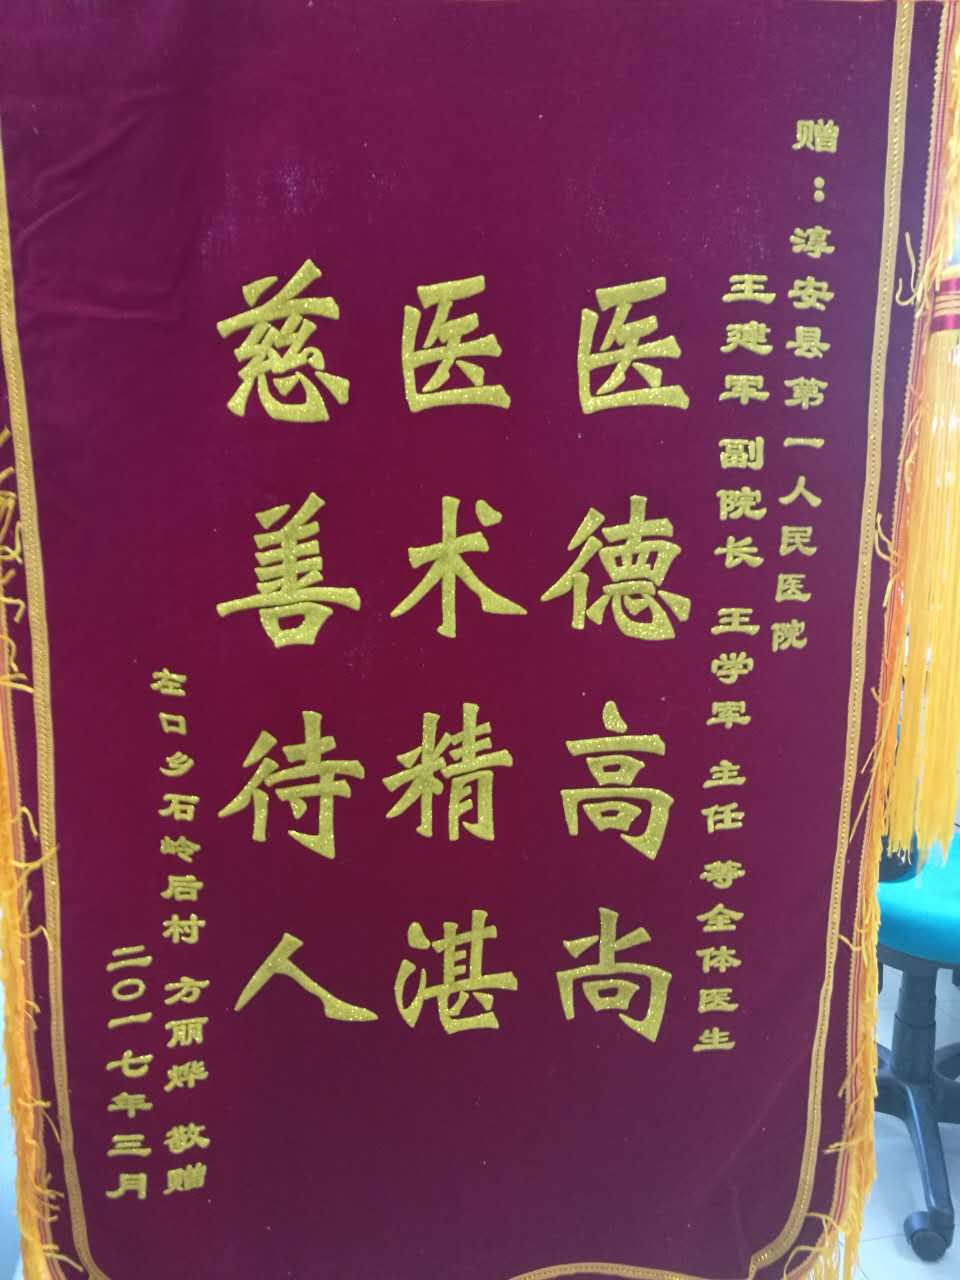 赠：淳安县第一人民医院
王建军 副院长 王学军 主任 等全体医生
医德高尚
医术精湛
慈善待人
左口乡石岭后村 方丽烨 敬赠
二〇一七年三月